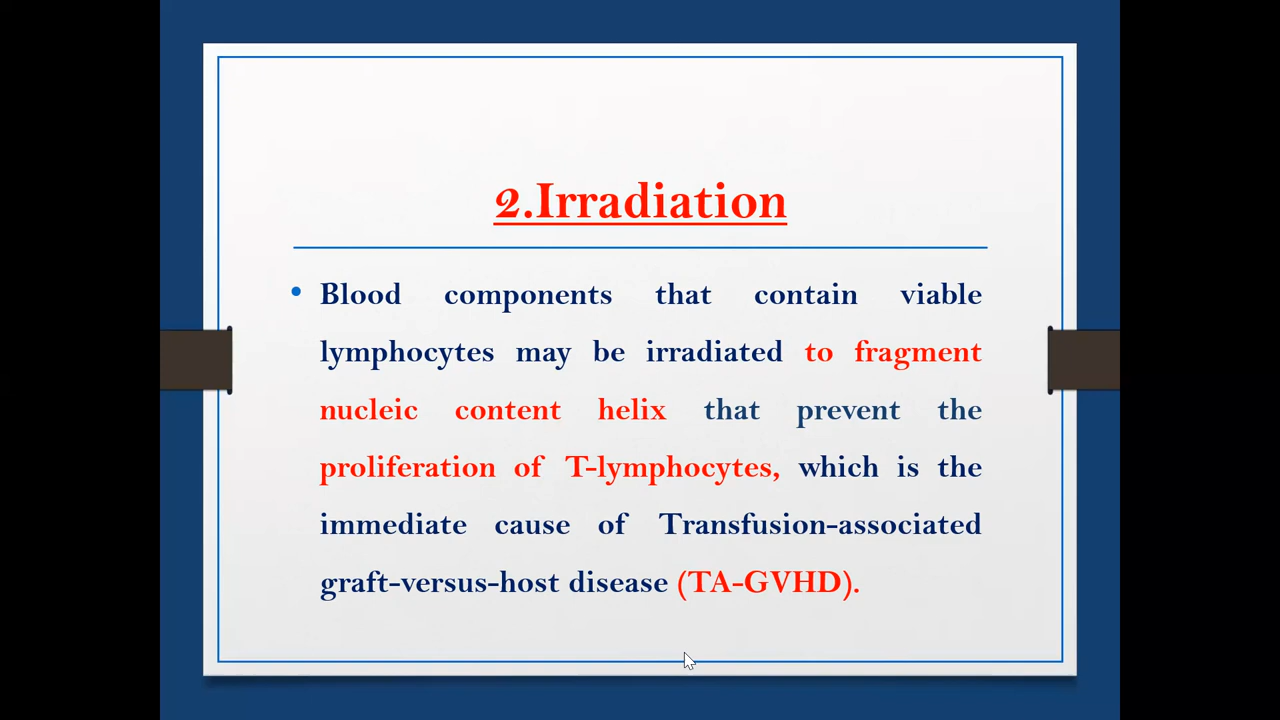 2.Irradiation
• Blood components that contain viable
lymphocytes may be irradiated to fragment
nucleic content helix that prevent the
proliferation of T-lymphocytes, which is the
immediate cause of Transfusion-associated
graft-versus-host disease (TA-GVHD).